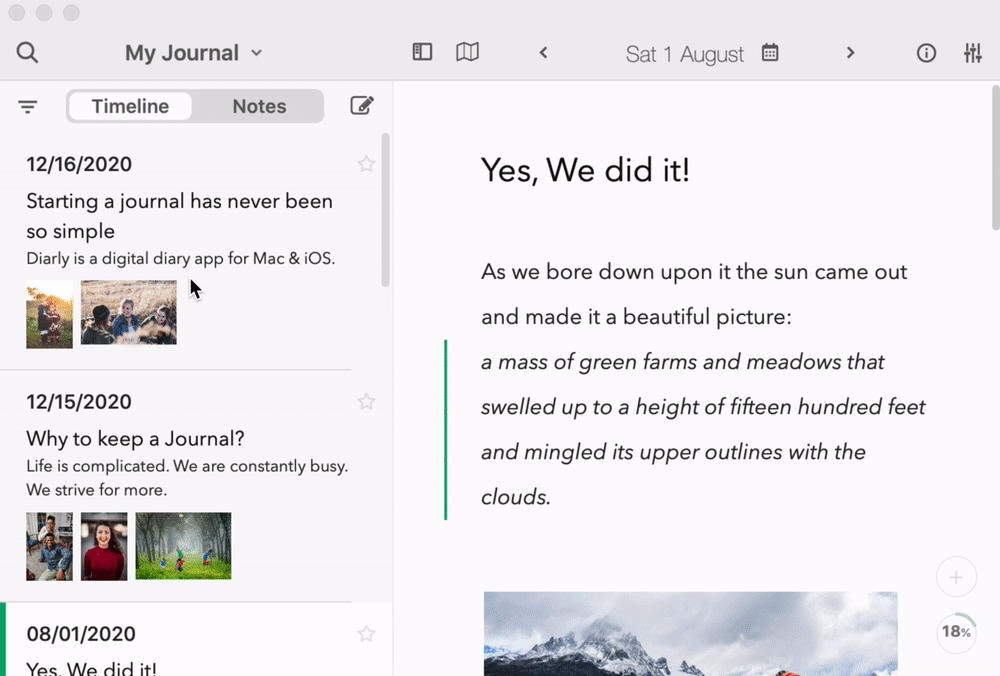 My Journal
Sat 1 August
Timeline
Notes
12/16/2020
Starting a journal has never been
so simple
Diarly is a digital diary app for Mac & iOS.
12/15/2020
Why to keep a Journal?
Life is complicated. We are constantly busy.
We strive for more.
08/01/2020
Yes, We did it!
Yes, We did it!
As we bore down upon it the sun came out
and made it a beautiful picture:
a mass of green farms and meadows that
swelled up to a height of fifteen hundred feet
and mingled its upper outlines with the
clouds.
18%